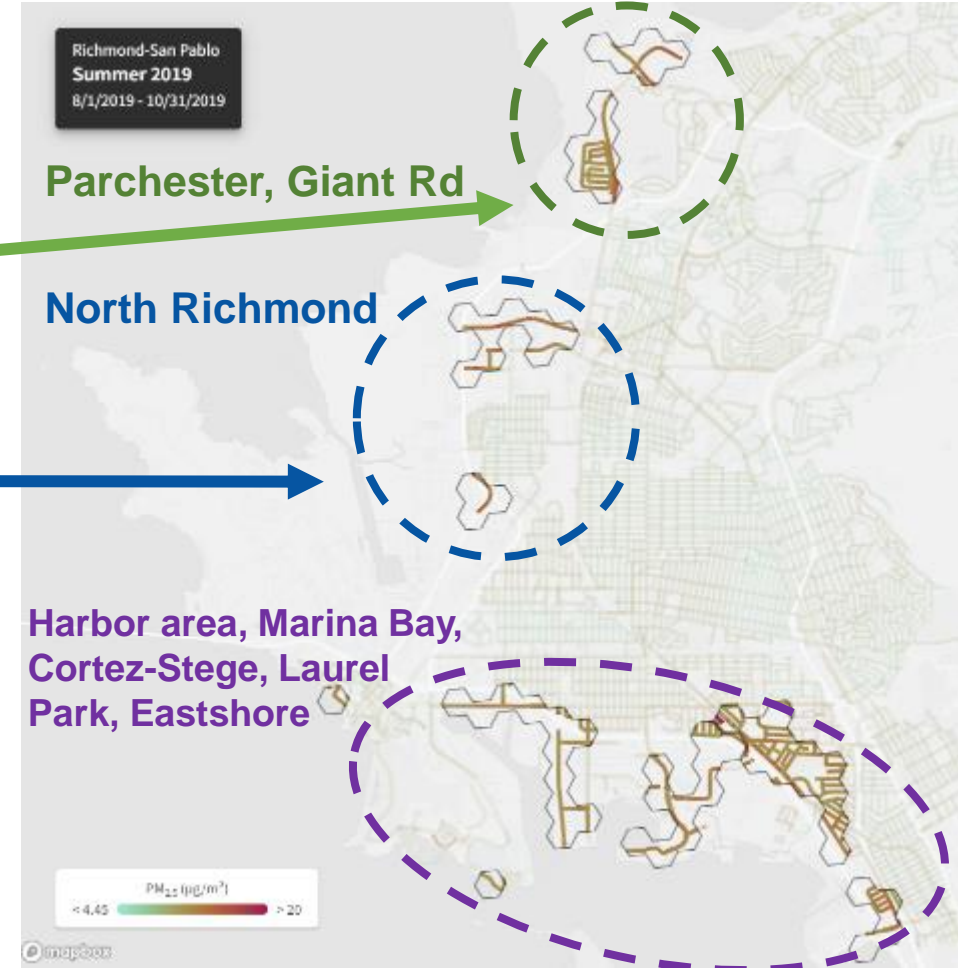 Richmond-San Pablo
Summer 2019
8/1/2019 - 10/31/2019
Parchester, Giant Rd
North Richmond
Harbor area, Marina Bay,
Cortez-Stege, Laurel
Park, Eastshore
PM2.5 (µg/m³)
< 4.45 > 20
mapbox